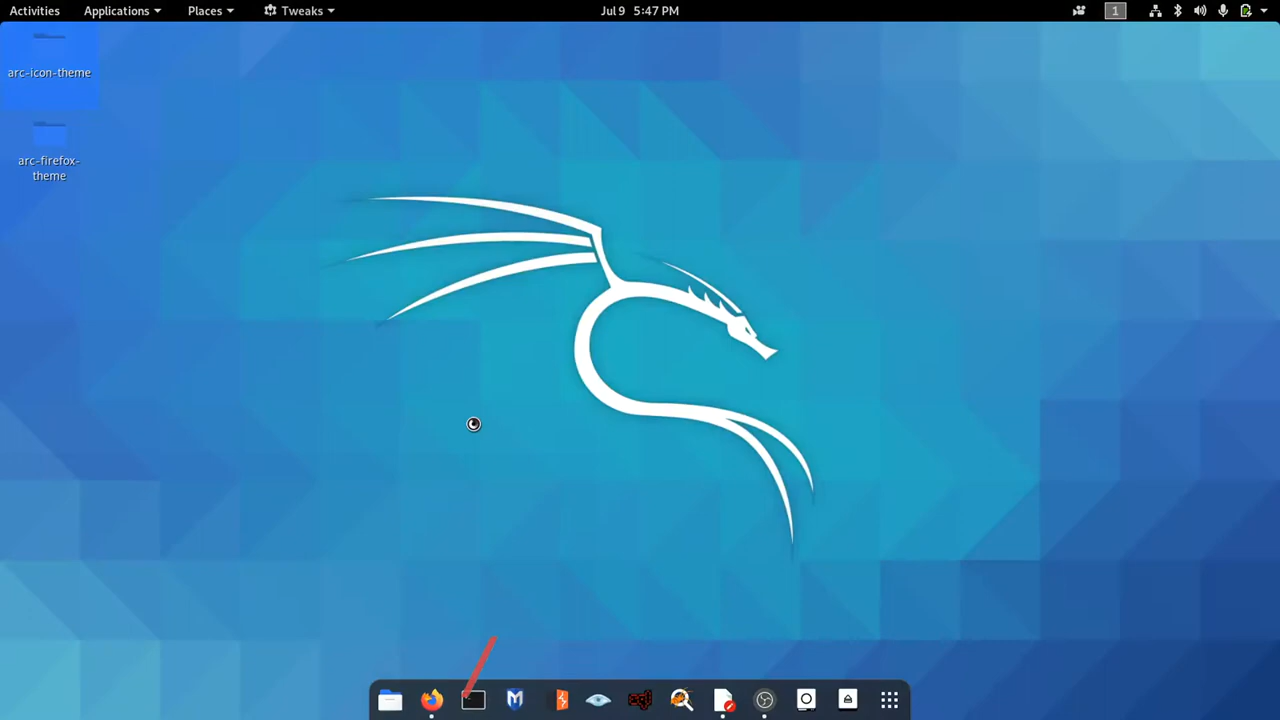 Activities Applications Places Tweaks Jul 9 5:47 PM 1
arc-icon-theme
arc-firefox-
theme